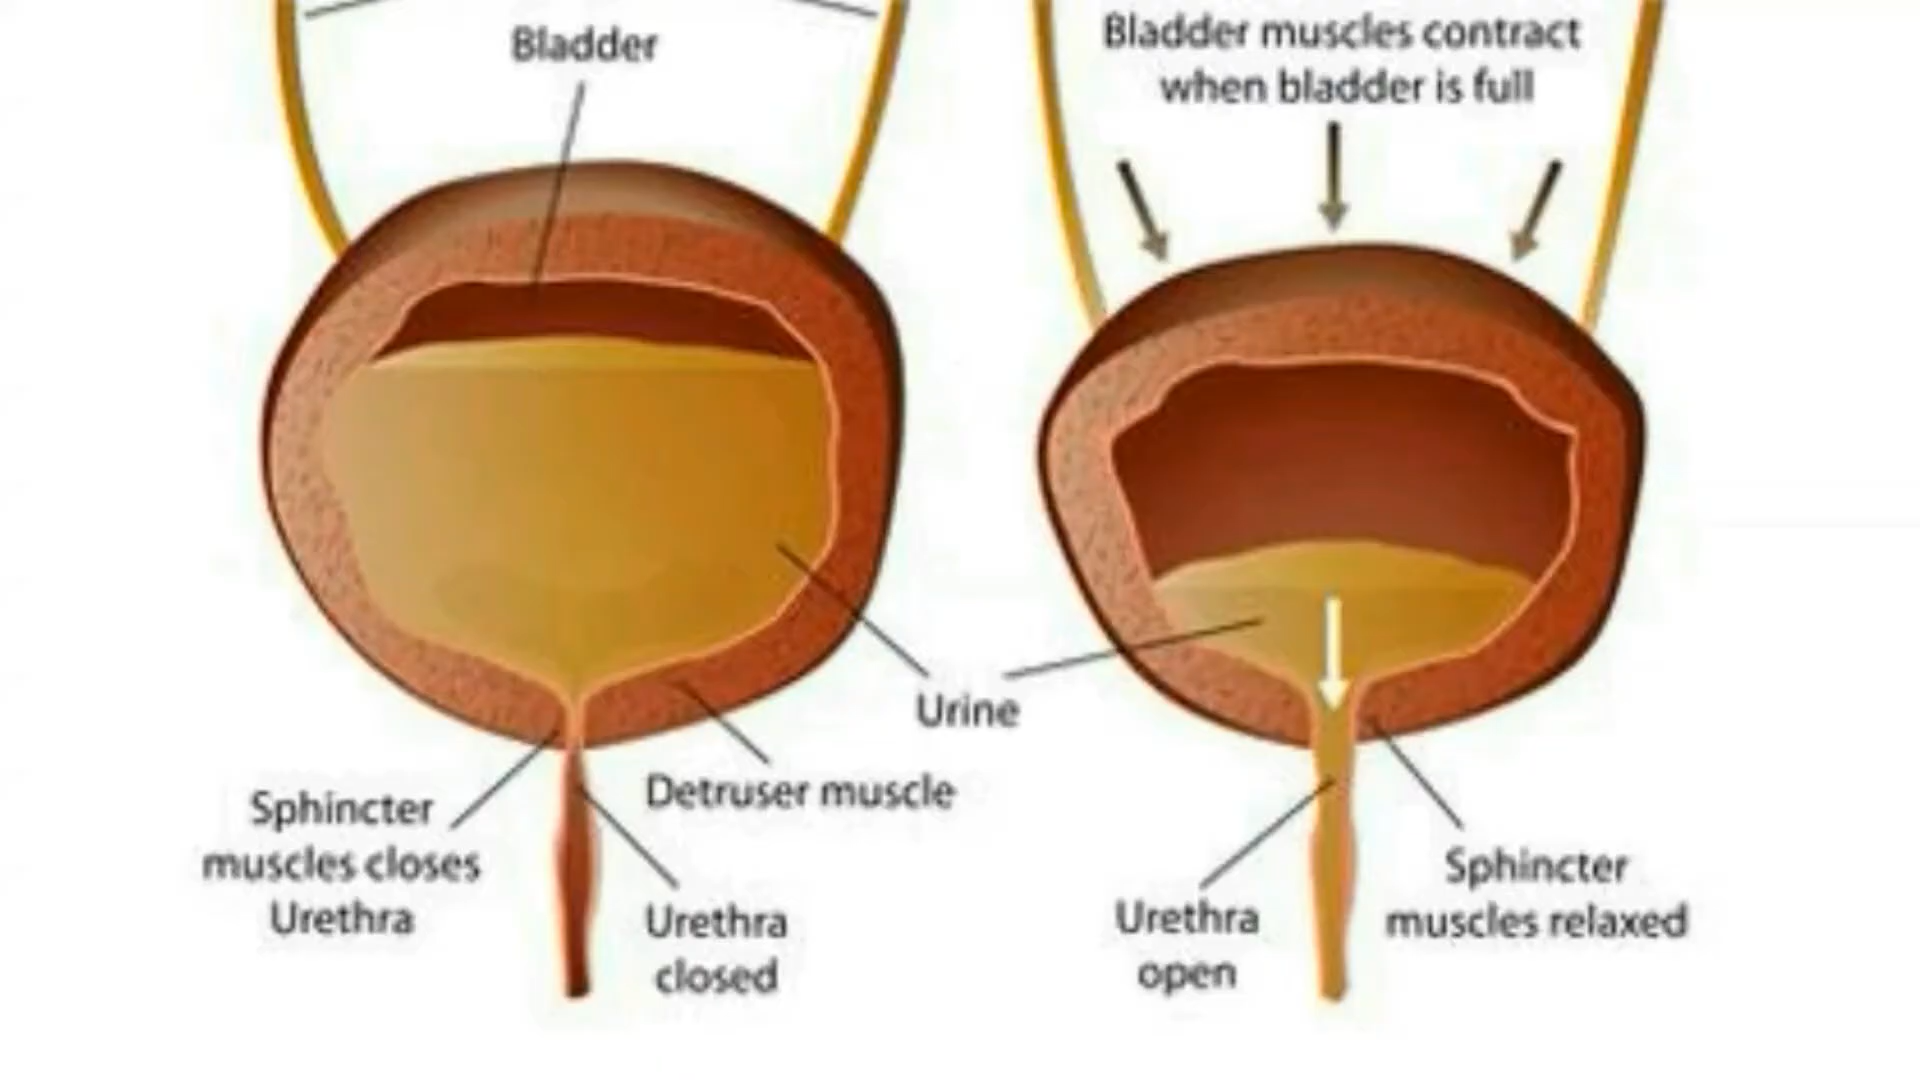 Bladder
Bladder muscles contract
when bladder is full
Urine
Detruser muscle
Sphincter
muscles closes
Urethra
Urethra
closed
Urethra
open
Sphincter
muscles relaxed